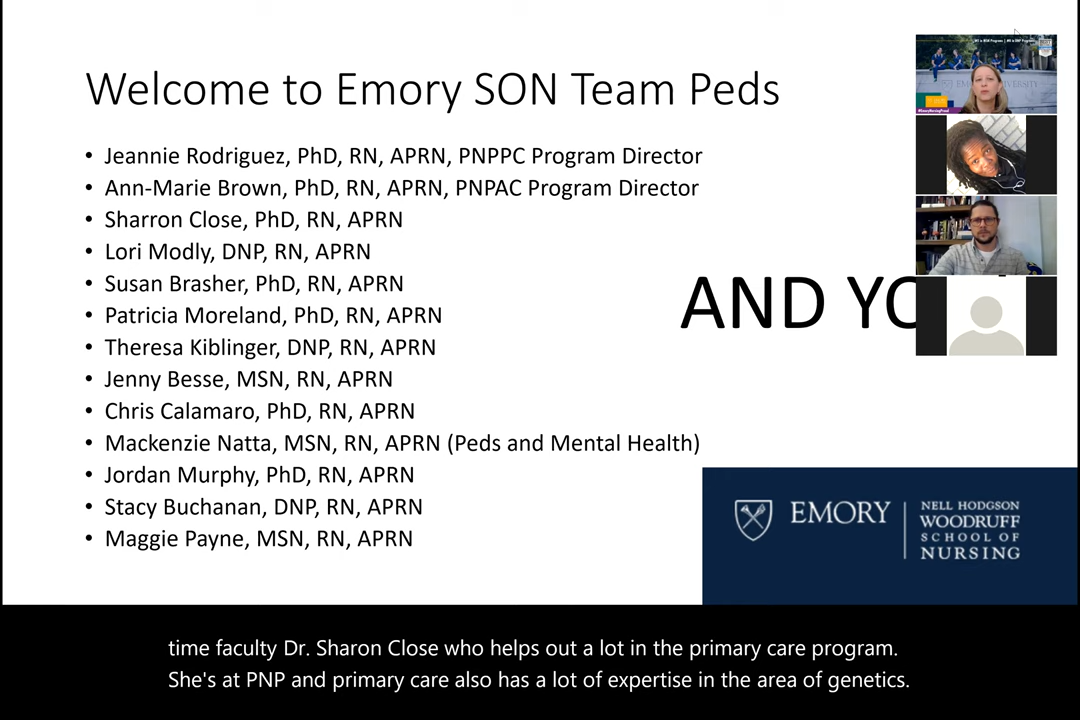 Welcome to Emory SON Team Peds
• Jeannie Rodriguez, PhD, RN, APRN, PNPPC Program Director
• Ann-Marie Brown, PhD, RN, APRN, PNPAC Program Director
• Sharron Close, PhD, RN, APRN
• Lori Modly, DNP, RN, APRN
• Susan Brasher, PhD, RN, APRN
• Patricia Moreland, PhD, RN, APRN
• Theresa Kiblinger, DNP, RN, APRN
• Jenny Besse, MSN, RN, APRN
• Chris Calamaro, PhD, RN, APRN
• Mackenzie Natta, MSN, RN, APRN (Peds and Mental Health)
• Jordan Murphy, PhD, RN, APRN
• Stacy Buchanan, DNP, RN, APRN
• Maggie Payne, MSN, RN, APRN
AND YO
EMORY
NELL HODGSON
WOODRUFF
SCHOOL OF
NURSING
time faculty Dr. Sharon Close who helps out a lot in the primary care program.
She's at PNP and primary care also has a lot of expertise in the area of genetics.